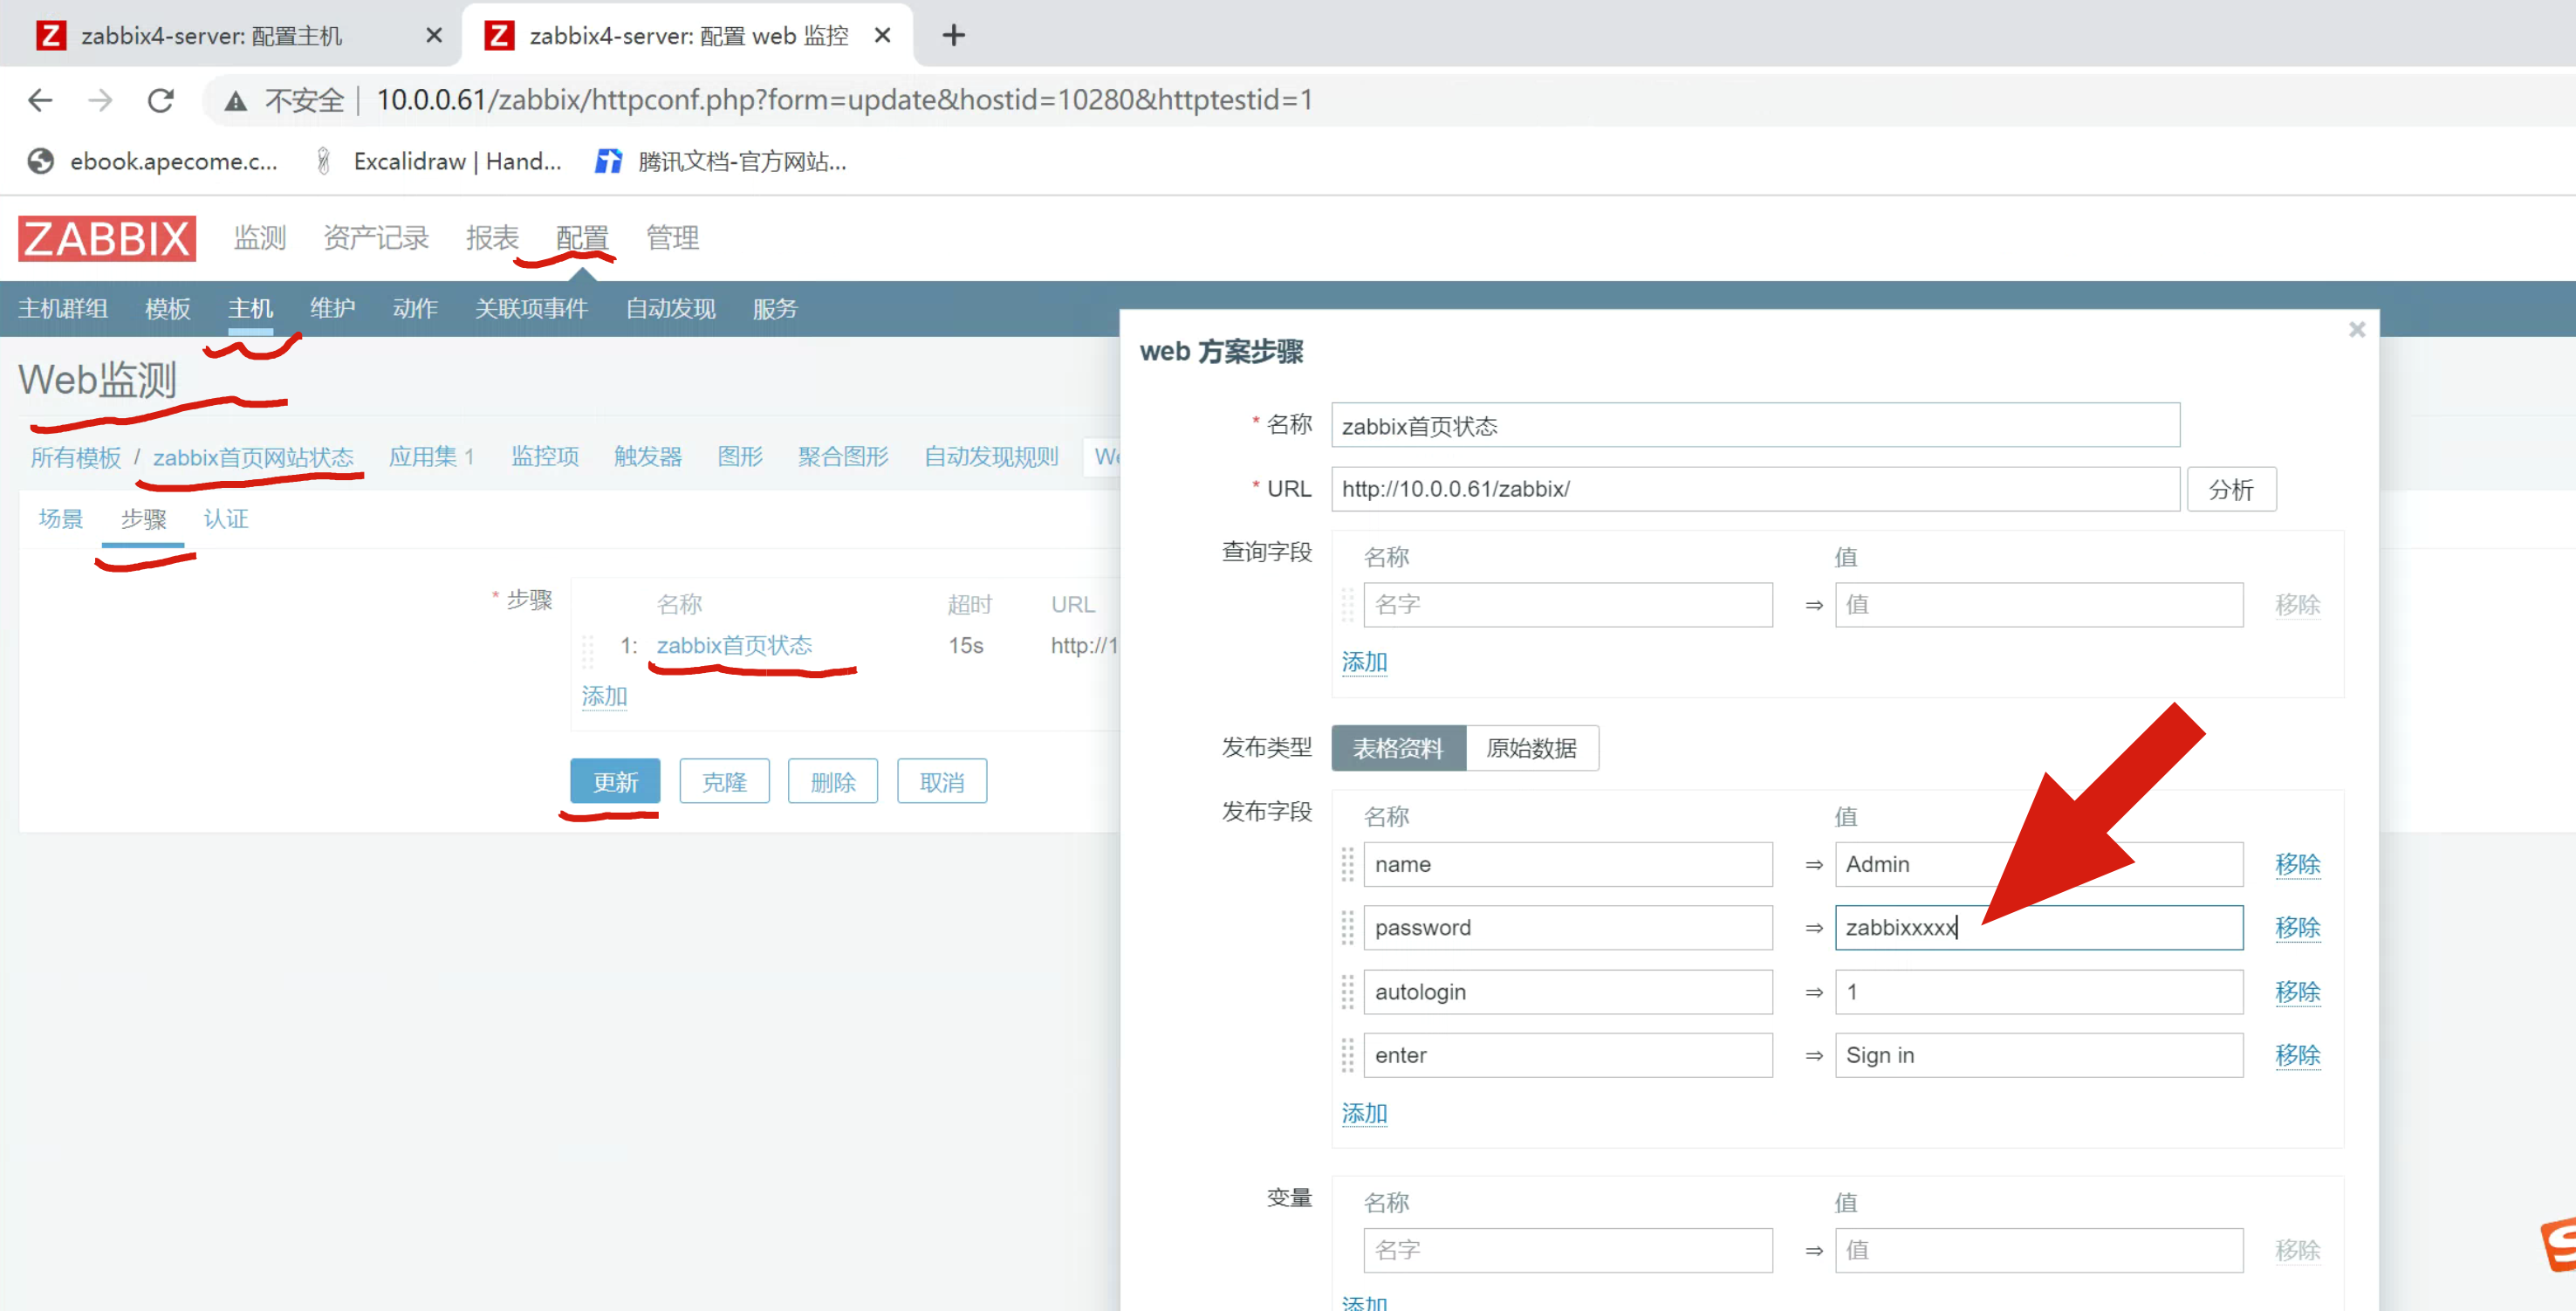 zabbix4-server: 配置主机
zabbix4-server: 配置 web 监控
不安全 | 10.0.0.61/zabbix/httpconf.php?form=update&hostid=10280&httptestid=1
ebook.apecome.c... Excalidraw | Hand... 腾讯文档-官方网站...
ZABBIX 监测 资产记录 报表 配置 管理
主机群组 模板 主机 维护 动作 关联项事件 自动发现 服务
Web监测
所有模板 / zabbix首页网站状态 应用集 1 监控项 触发器 图形 聚合图形 自动发现规则
场景 步骤 认证
* 步骤 名称 超时 URL
1: zabbix首页状态 15s http://1
添加
更新 克隆 删除 取消
web 方案步骤
* 名称 zabbix首页状态
* URL http://10.0.0.61/zabbix/ 分析
查询字段 名称 值
名字 ⇒ 值 移除
添加
发布类型 表格资料 原始数据
发布字段 名称 值
name ⇒ Admin 移除
password ⇒ zabbixxxxx 移除
autologin ⇒ 1 移除
enter ⇒ Sign in 移除
添加
变量 名称 值
名字 ⇒ 值 移除
添加